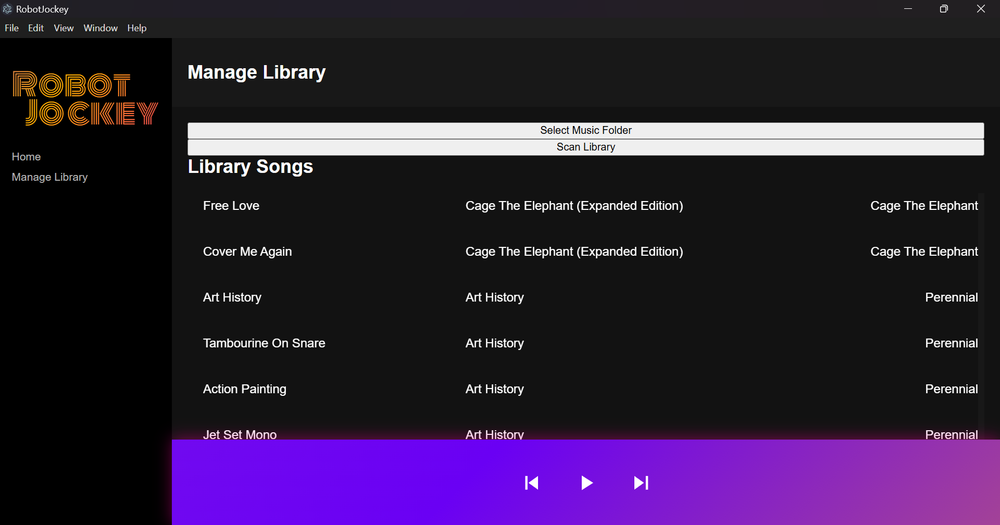 RobotJockey
File Edit View Window Help
ROBOT
JOCKEY
Home
Manage Library
Manage Library
Select Music Folder
Scan Library
Library Songs
Free Love Cage The Elephant (Expanded Edition) Cage The Elephant
Cover Me Again Cage The Elephant (Expanded Edition) Cage The Elephant
Art History Art History Perennial
Tambourine On Snare Art History Perennial
Action Painting Art History Perennial
Jet Set Mono Art History Perennial